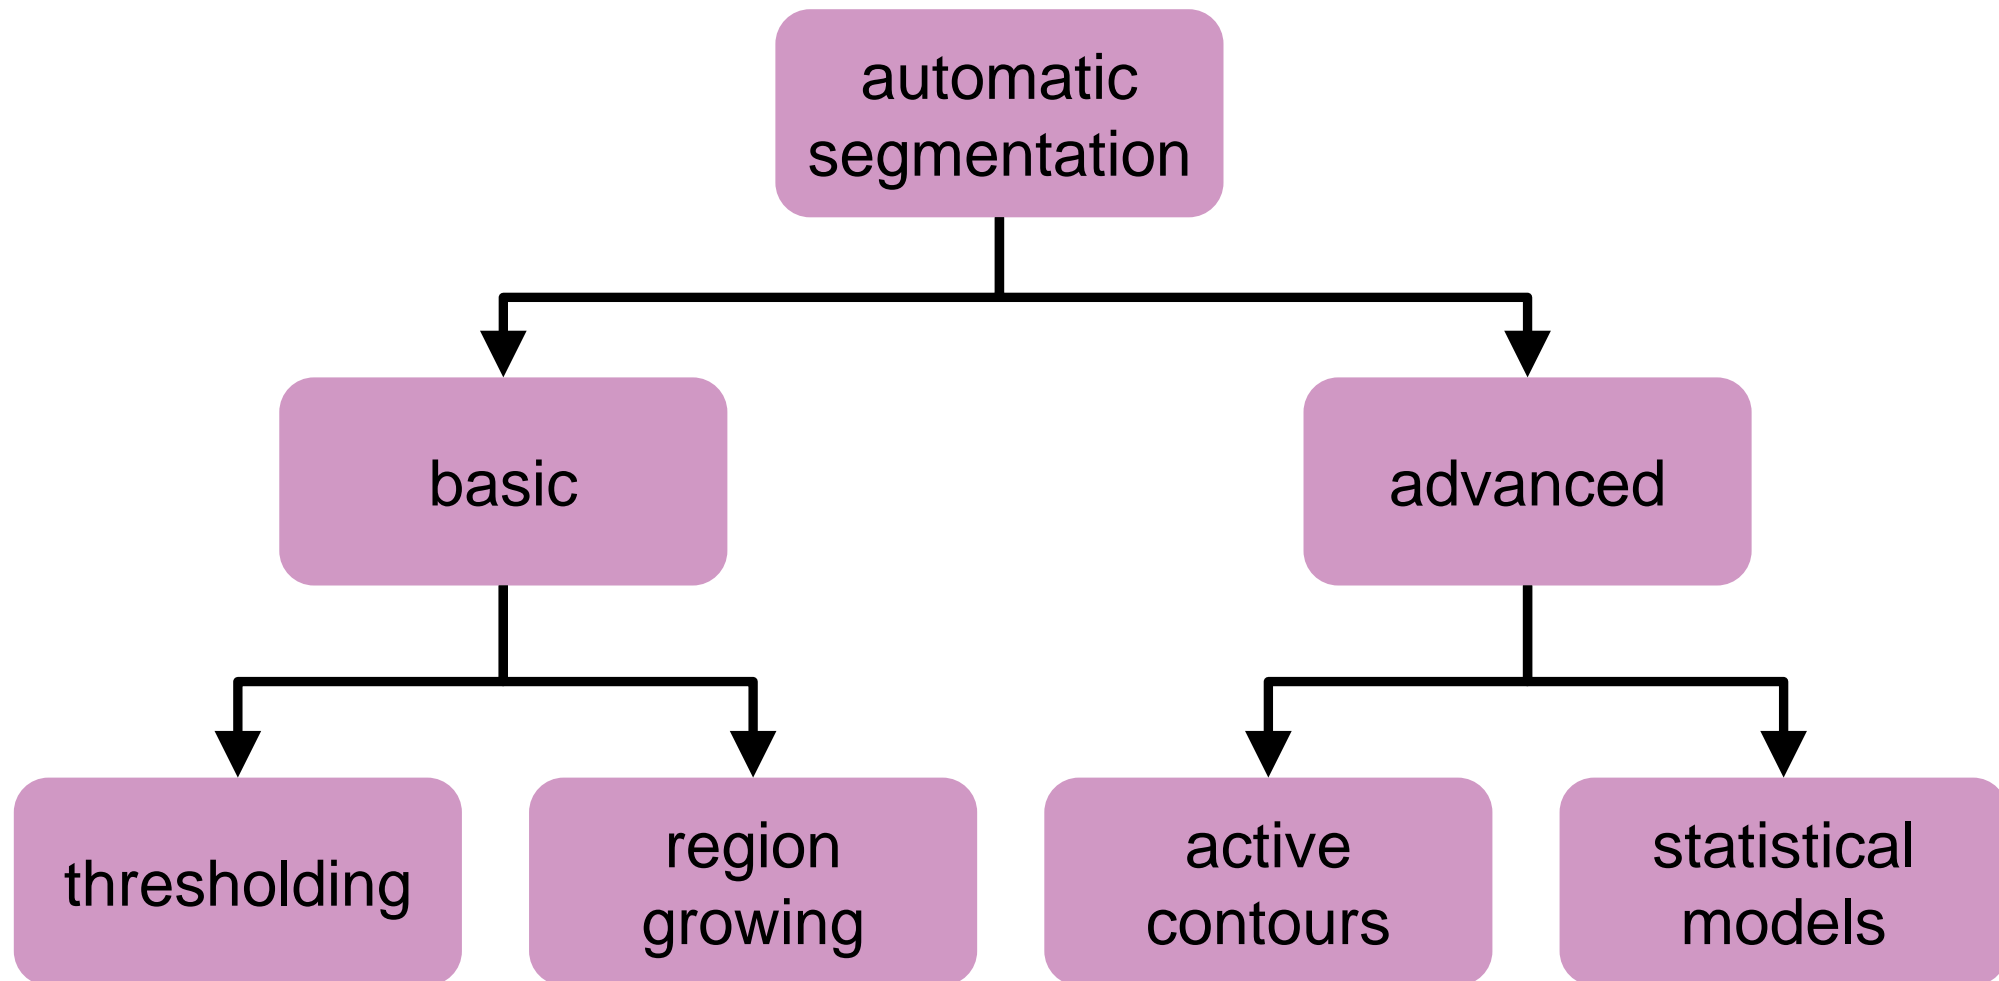 automatic
segmentation
basic
advanced
thresholding
region
growing
active
contours
statistical
models